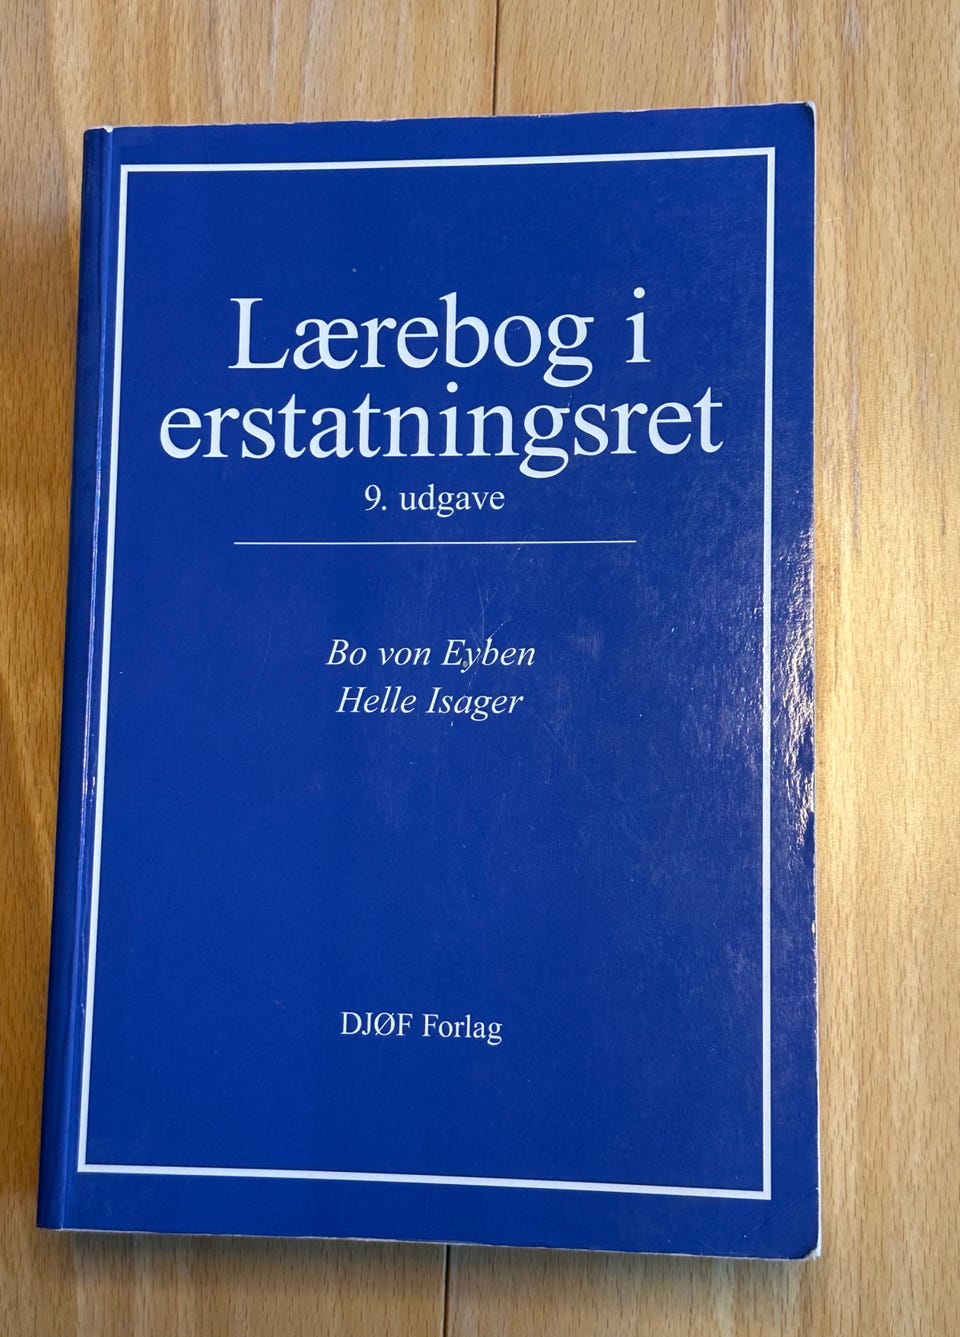 Lærebog i
erstatningsret
9. udgave
Bo von Eyben
Helle Isager
DJØF Forlag